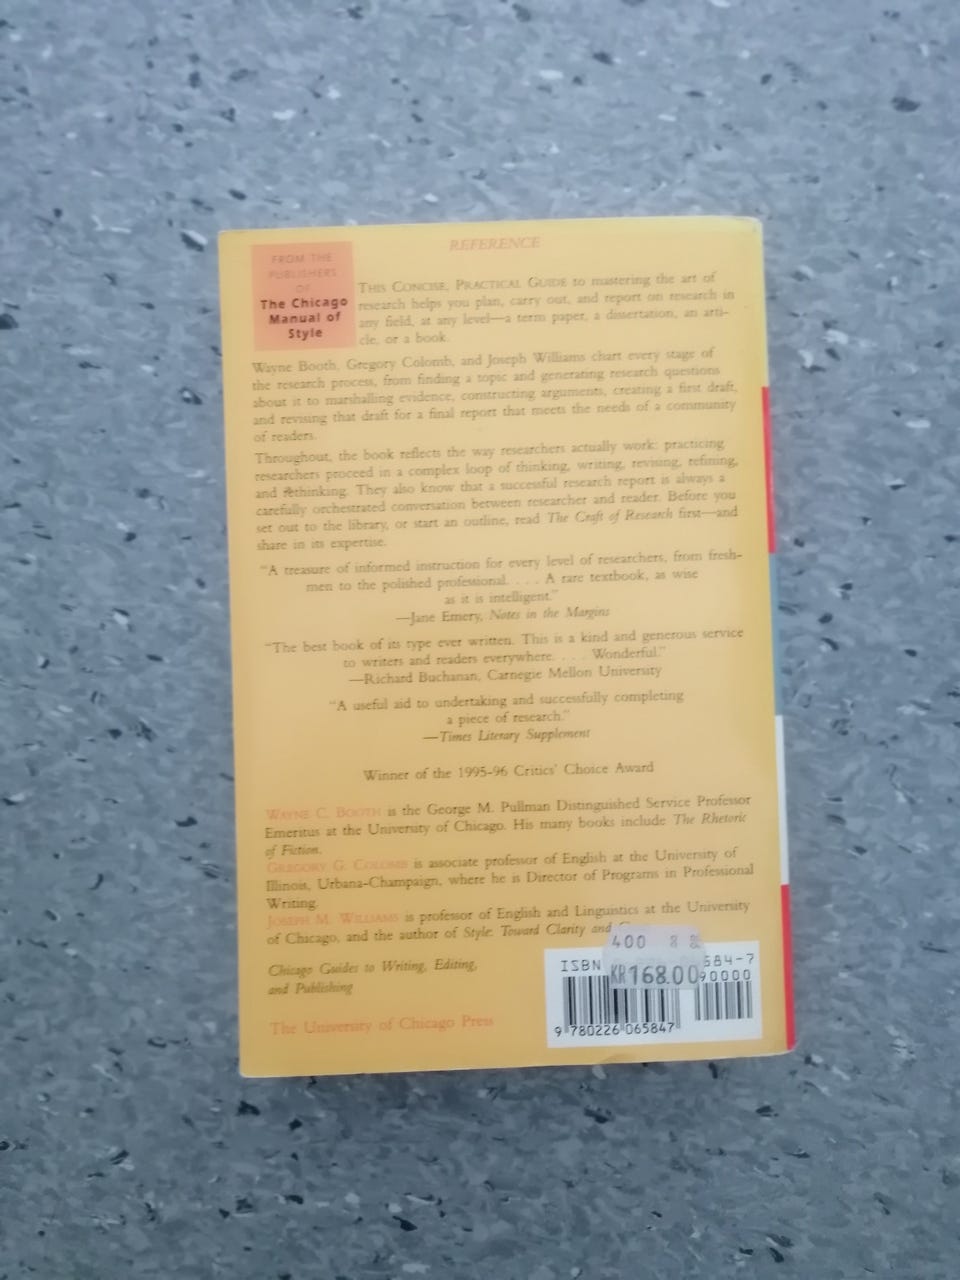 REFERENCE
FROM THE
PUBLISHERS
OF
The Chicago
Manual of
Style
THIS CONCISE, PRACTICAL GUIDE to mastering the art of
research helps you plan, carry out, and report on research in
any field, at any level—a term paper, a dissertation, an arti-
cle, or a book.
Wayne Booth, Gregory Colomb, and Joseph Williams chart every stage of
the research process, from finding a topic and generating research questions
about it to marshalling evidence, constructing arguments, creating a first draft,
and revising that draft for a final report that meets the needs of a community
of readers.
Throughout, the book reflects the way researchers actually work: practicing
researchers proceed in a complex loop of thinking, writing, revising, refining,
and rethinking. They also know that a successful research report is always a
carefully orchestrated conversation between researcher and reader. Before you
set out to the library, or start an outline, read The Craft of Research first—and
share in its expertise.
“A treasure of informed instruction for every level of researchers, from fresh-
men to the polished professional. . . . A rare textbook, as wise
as it is intelligent.”
—Jane Emery, Notes in the Margins
“The best book of its type ever written. This is a kind and generous service
to writers and readers everywhere. . . . Wonderful.”
—Richard Buchanan, Carnegie Mellon University
“A useful aid to undertaking and successfully completing
a piece of research.”
—Times Literary Supplement
Winner of the 1995-96 Critics’ Choice Award
WAYNE C. BOOTH is the George M. Pullman Distinguished Service Professor
Emeritus at the University of Chicago. His many books include The Rhetoric
of Fiction.
GREGORY G. COLOMB is associate professor of English at the University of
Illinois, Urbana-Champaign, where he is Director of Programs in Professional
Writing.
JOSEPH M. WILLIAMS is professor of English and Linguistics at the University
of Chicago, and the author of Style: Toward Clarity and
Chicago Guides to Writing, Editing,
and Publishing
The University of Chicago Press
400 8 8
ISBN 584-7
KR 168.00
90000
9 780226 065847